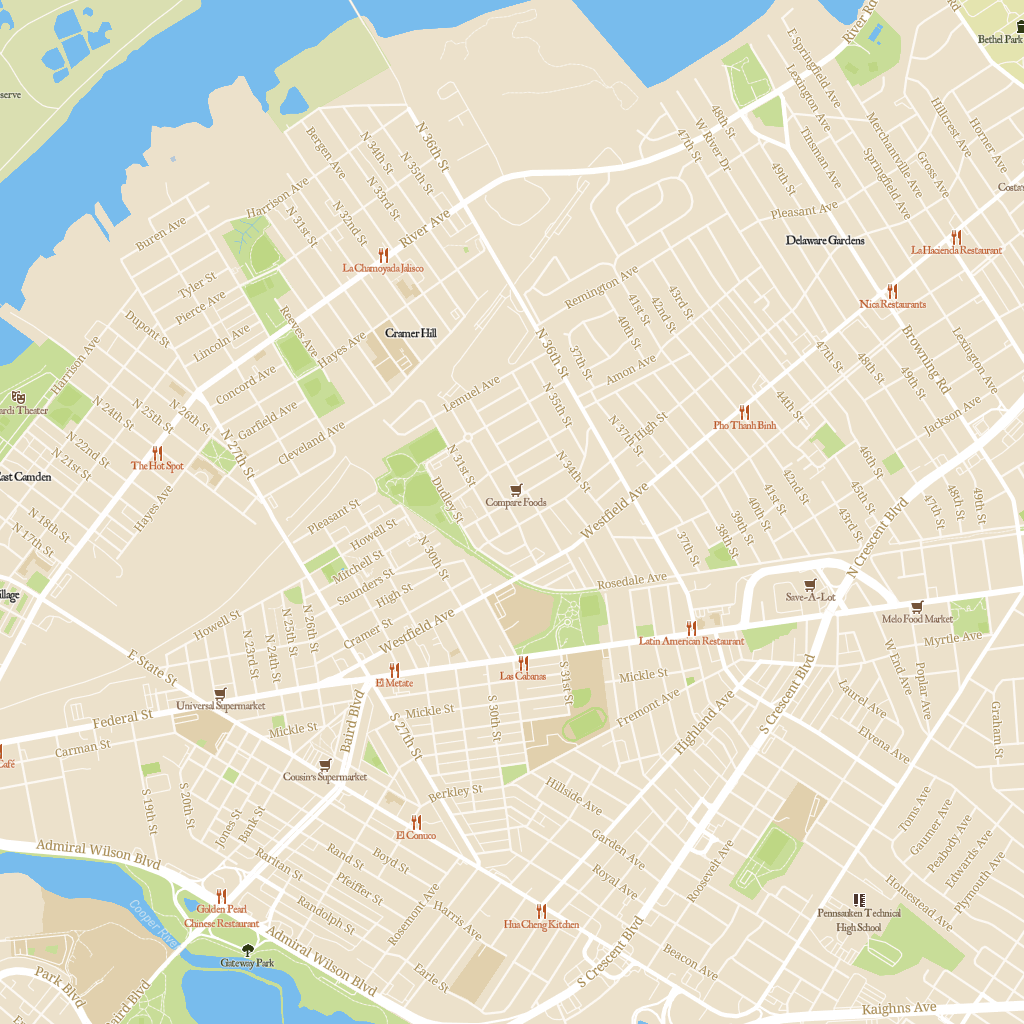 River Rd
Rd
Bethel Park
E Springfield Ave
Lexington Ave
serve
48th St
W River Dr
47th St
Tinsman Ave
Merchantville Ave
Hillcrest Ave
Horner Ave
Gross Ave
Springfield Ave
49th St
Bergen Ave
N 34th St
N 36th St
N 35th St
N 33rd St
Harrison Ave
N 32nd St
N 31st St
Buren Ave
River Ave
Pleasant Ave
Delaware Gardens
La Hacienda Restaurant
La Chamoyada Jalisco
Tyler St
Pierce Ave
Remington Ave
43rd St
42nd St
41st St
40th St
Nica Restaurants
Dupont St
Reeves Ave
Lincoln Ave
Hayes Ave
Cramer Hill
N 36th St
37th St
47th St
48th St
49th St
Browning Rd
Lexington Ave
Harrison Ave
Concord Ave
Lemuel Ave
Amon Ave
N 35th St
ardi Theater
N 24th St
N 25th St
N 26th St
Garfield Ave
Cleveland Ave
N 37th St
High St
Pho Thanh Binh
44th St
Jackson Ave
N 22nd St
N 21st St
N 27th St
The Hot Spot
East Camden
N 31st St
N 34th St
46th St
45th St
43rd St
42nd St
41st St
40th St
39th St
38th St
37th St
47th St
48th St
49th St
Compare Foods
Dudley St
Hayes Ave
N 18th St
N 17th St
Pleasant St
Howell St
Mitchell St
Saunders St
High St
N 30th St
Westfield Ave
N Crescent Blvd
Rosedale Ave
Save-A-Lot
Melo Food Market
Village
Howell St
N 23rd St
N 24th St
N 25th St
N 26th St
Cramer St
Westfield Ave
Latin American Restaurant
Myrtle Ave
E State St
El Metate
Las Cabanas
S 31st St
S 30th St
Mickle St
W End Ave
Poplar Ave
Universal Supermarket
Federal St
Mickle St
Mickle St
Baird Blvd
S 27th St
Fremont Ave
Highland Ave
S Crescent Blvd
Laurel Ave
Elvena Ave
Graham St
Carman St
Café
Cousin's Supermarket
Berkley St
Hillside Ave
S 19th St
S 20th St
Jones St
Bank St
El Conuco
Garden Ave
Toms Ave
Gaumer Ave
Peabody Ave
Edwards Ave
Plymouth Ave
Admiral Wilson Blvd
Raritan St
Rand St
Boyd St
Pfeiffer St
Randolph St
Royal Ave
Roosevelt Ave
Homestead Ave
Golden Pearl
Chinese Restaurant
Cooper River
Rosemont Ave
Harris Ave
Hua Cheng Kitchen
Pennsauken Technical
High School
Gateway Park
Admiral Wilson Blvd
Earle St
S Crescent Blvd
Beacon Ave
Park Blvd
Baird Blvd
Kaighns Ave